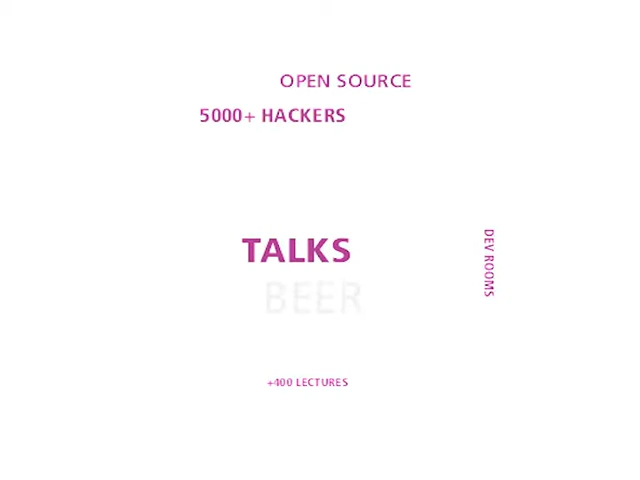 OPEN SOURCE
5000+ HACKERS
TALKS
DEV ROOMS
BEER
+400 LECTURES